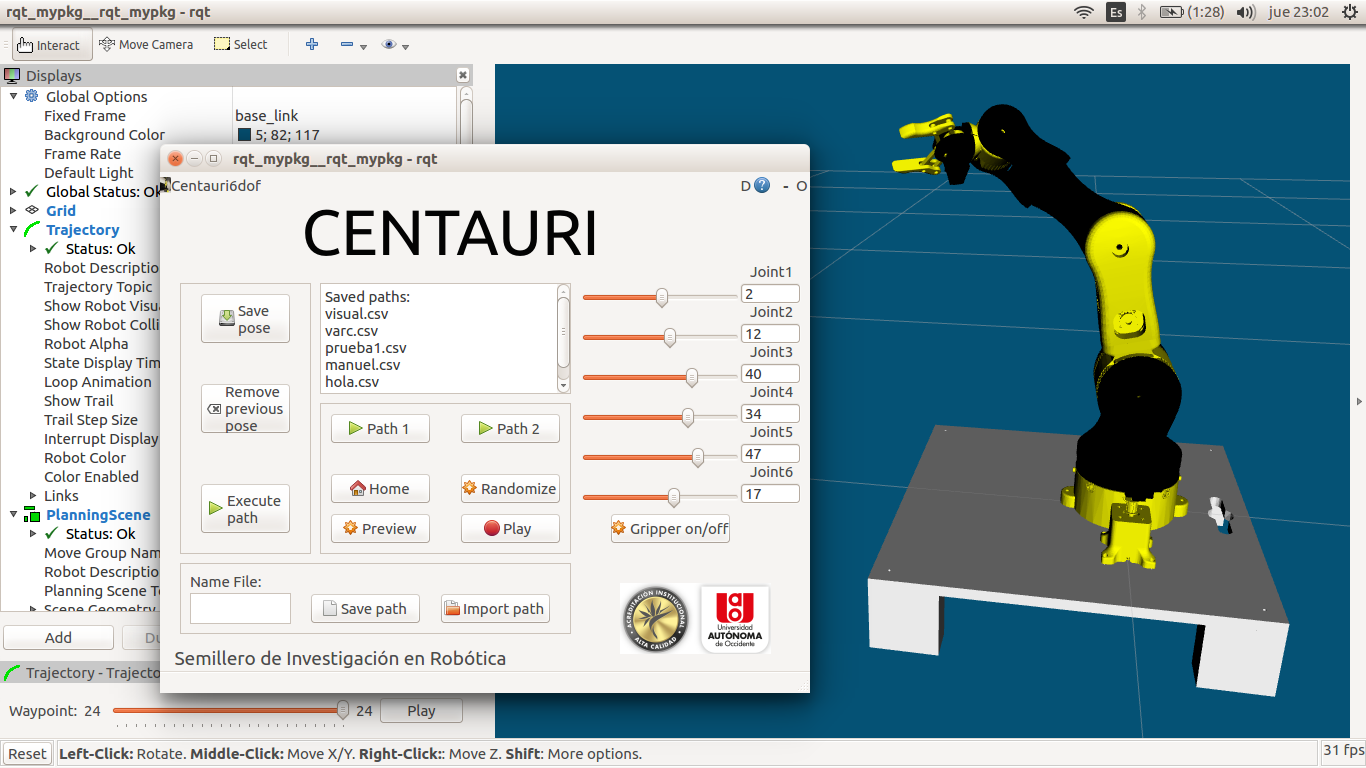 rqt_mypkg__rqt_mypkg - rqt
Es
(1:28)
jue 23:02
Interact
Move Camera
Select
Displays
Global Options
Fixed Frame
base_link
Background Color
5; 82; 117
Frame Rate
Default Light
Global Status: Ok
Grid
Trajectory
Status: Ok
Robot Descriptio
Trajectory Topic
Show Robot Visu
Show Robot Colli
Robot Alpha
State Display Tim
Loop Animation
Show Trail
Trail Step Size
Interrupt Display
Robot Color
Color Enabled
Links
PlanningScene
Status: Ok
Move Group Nam
Robot Descriptio
Planning Scene T
Scene Geometry
Add
Du
Trajectory - Trajecto
Waypoint: 24
24
Play
Reset
Left-Click: Rotate. Middle-Click: Move X/Y. Right-Click:: Move Z. Shift: More options.
31 fps
rqt_mypkg__rqt_mypkg - rqt
Centauri6dof
D
- O
CENTAURI
Save
pose
Remove
previous
pose
Execute
path
Saved paths:
visual.csv
varc.csv
prueba1.csv
manuel.csv
hola.csv
Path 1
Path 2
Home
Randomize
Preview
Play
Joint1
2
Joint2
12
Joint3
40
Joint4
34
Joint5
47
Joint6
17
Gripper on/off
Name File:
Save path
Import path
ACREDITACIÓN INSTITUCIONAL
ALTA CALIDAD
uao
Universidad
AUTÓNOMA
de Occidente
Semillero de Investigación en Robótica